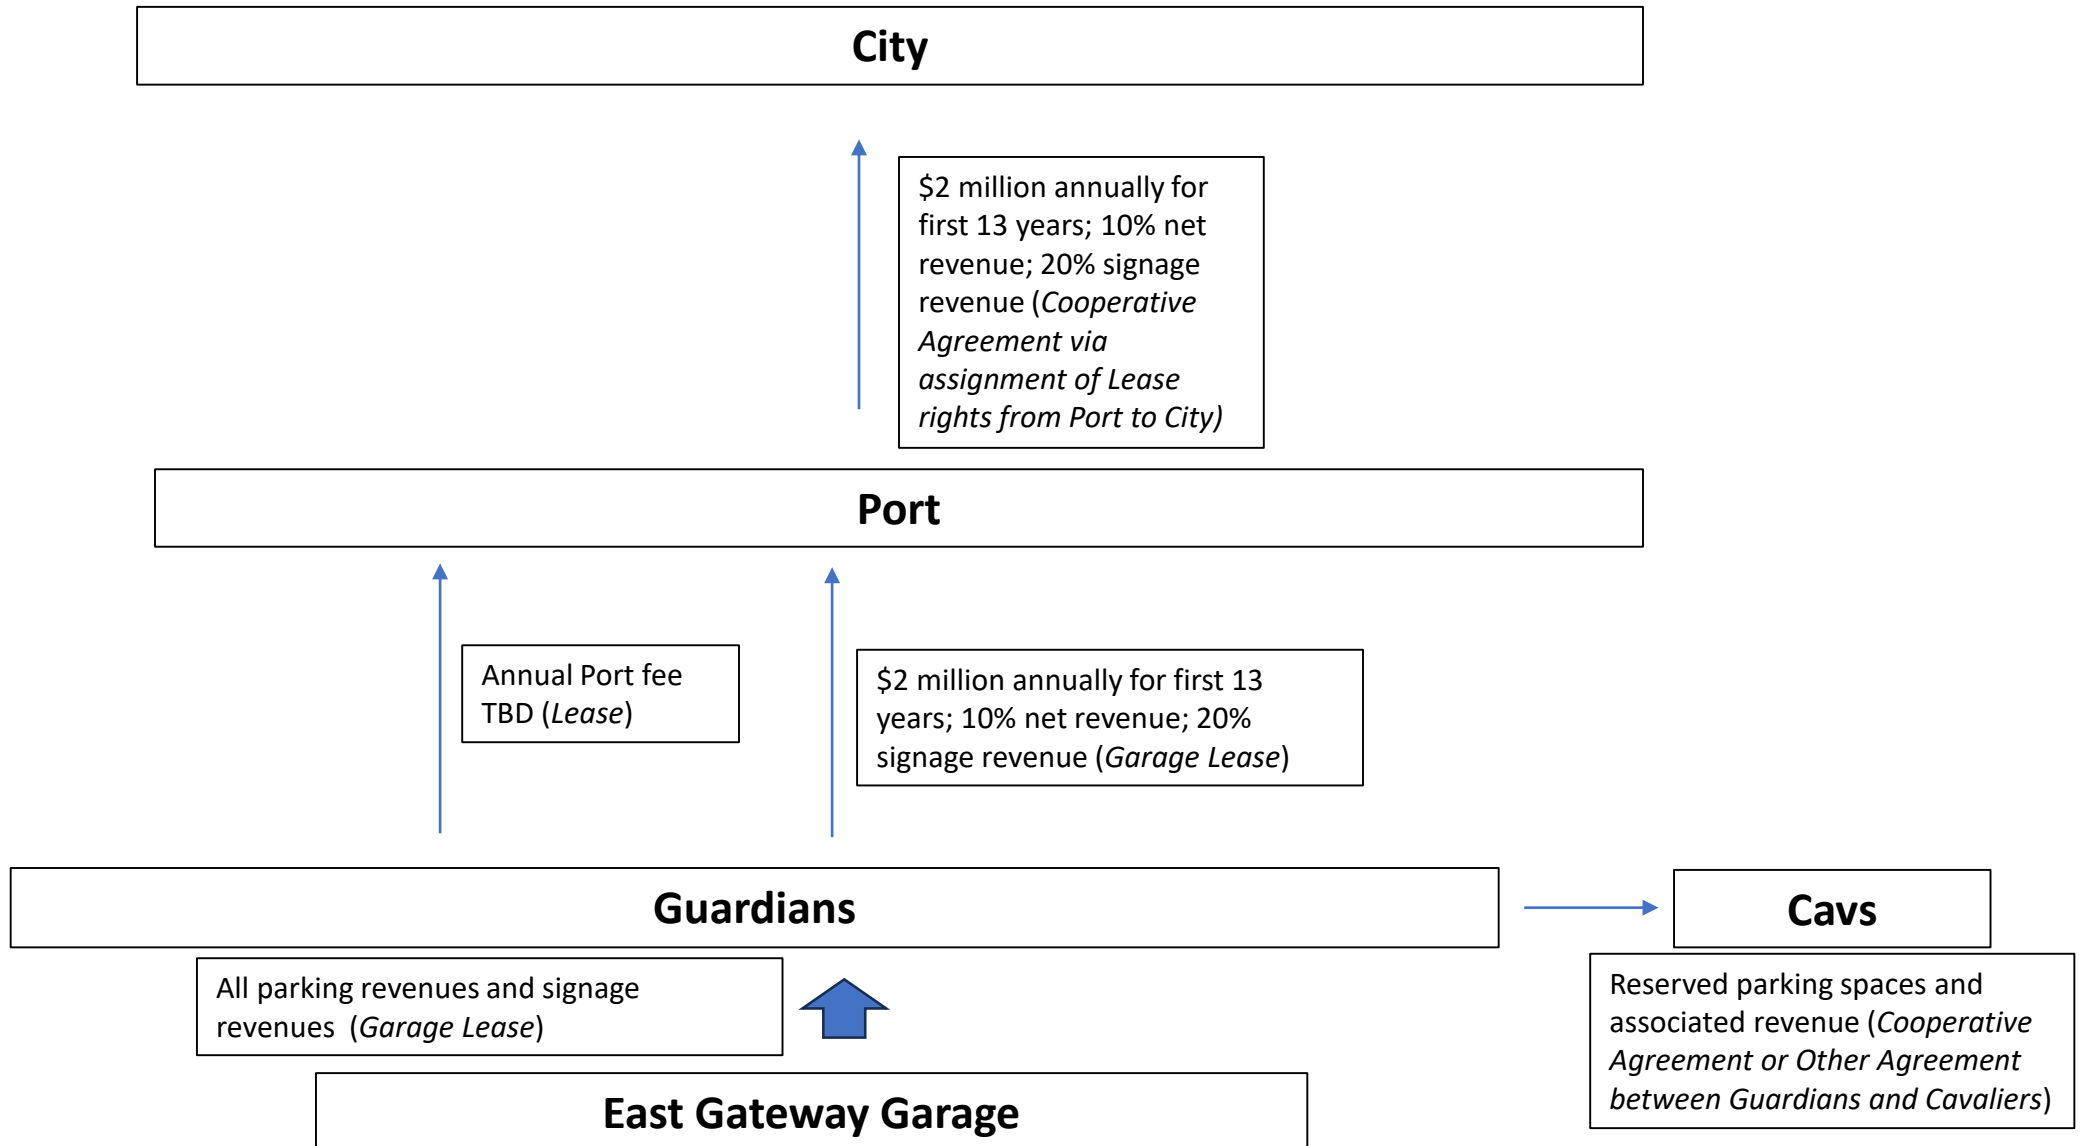 City
$2 million annually for
first 13 years; 10% net
revenue; 20% signage
revenue (Cooperative
Agreement via
assignment of Lease
rights from Port to City)
Port
Annual Port fee
TBD (Lease)
$2 million annually for first 13
years; 10% net revenue; 20%
signage revenue (Garage Lease)
Guardians
Cavs
All parking revenues and signage
revenues  (Garage Lease)
Reserved parking spaces and
associated revenue (Cooperative
Agreement or Other Agreement
between Guardians and Cavaliers)
East Gateway Garage